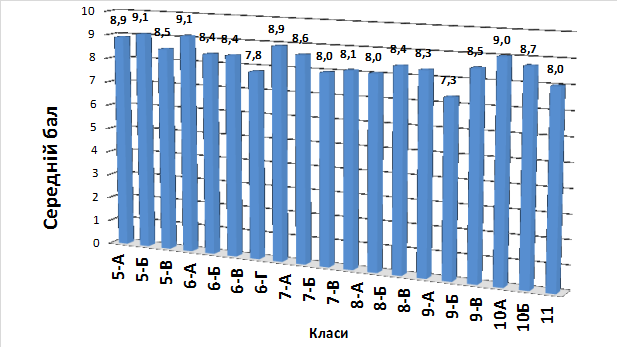 Середній бал
10
9
8
7
6
5
4
3
2
1
0
8,9
9,1
8,5
9,1
8,4
8,4
7,8
8,9
8,6
8,0
8,1
8,0
8,4
8,3
7,3
8,5
9,0
8,7
8,0
5-А
5-Б
5-В
6-А
6-Б
6-В
6-Г
7-А
7-Б
7-В
8-А
8-Б
8-В
9-А
9-Б
9-В
10А
10Б
11
Класи